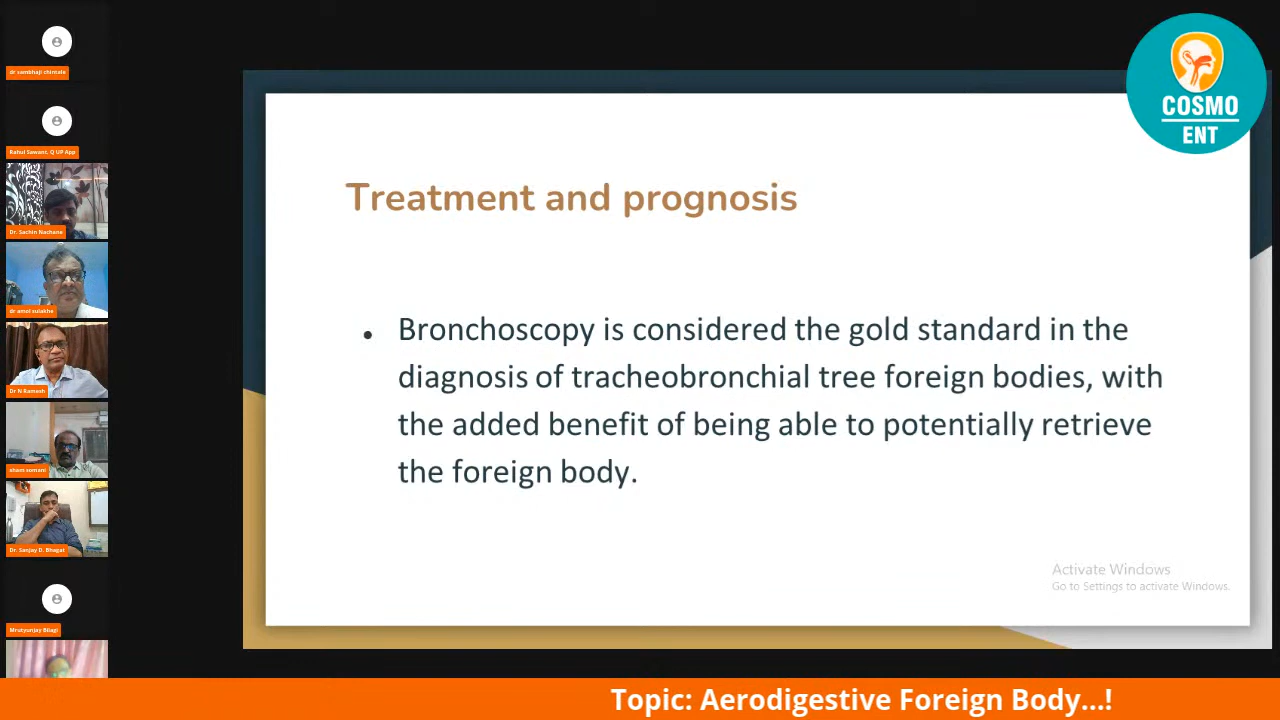 dr sambhaji chintale
Rahul Sawant, Q UP App
Dr. Sachin Nachane
dr amol sulakhe
Dr N Ramesh
shient somani
Dr. Sanjay D. Bhagat
Mrutyunjay Bilagi
COSMO
ENT
Treatment and prognosis
• Bronchoscopy is considered the gold standard in the
diagnosis of tracheobronchial tree foreign bodies, with
the added benefit of being able to potentially retrieve
the foreign body.
Activate Windows
Go to Settings to activate Windows.
Topic: Aerodigestive Foreign Body...!